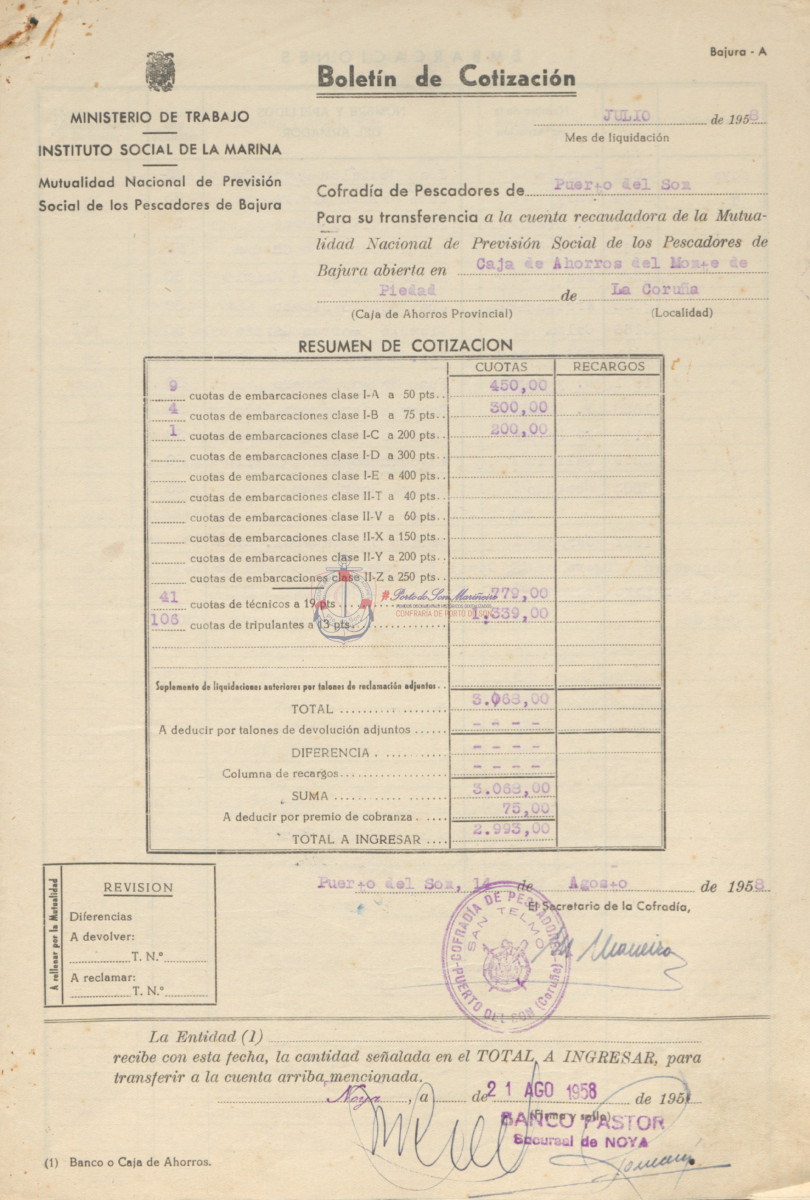 Bajura - A
Boletín de Cotización
MINISTERIO DE TRABAJO
INSTITUTO SOCIAL DE LA MARINA
Mutualidad Nacional de Previsión
Social de los Pescadores de Bajura
JULIO de 1958
Mes de liquidación
Cofradía de Pescadores de Puerto del Son
Para su transferencia a la cuenta recaudadora de la Mutua-
lidad Nacional de Previsión Social de los Pescadores de
Bajura abierta en Caja de Ahorros del Monte de
Piedad de La Coruña
(Caja de Ahorros Provincial) (Localidad)
RESUMEN DE COTIZACION
CUOTAS RECARGOS
9 cuotas de embarcaciones clase I-A a 50 pts. 450,00
4 cuotas de embarcaciones clase I-B a 75 pts. 300,00
1 cuotas de embarcaciones clase I-C a 200 pts. 200,00
cuotas de embarcaciones clase I-D a 300 pts.
cuotas de embarcaciones clase I-E a 400 pts.
cuotas de embarcaciones clase II-T a 40 pts.
cuotas de embarcaciones clase II-V a 60 pts.
cuotas de embarcaciones clase II-X a 150 pts.
cuotas de embarcaciones clase II-Y a 200 pts.
cuotas de embarcaciones clase II-Z a 250 pts.
41 cuotas de técnicos a 19 pts. 779,00
106 cuotas de tripulantes a 13 pts. 1.339,00
#PortodoSonMariñeiro
CONFRARÍA DE PORTO DO SON
Suplemento de liquidaciones anteriores por talones de reclamación adjuntos
TOTAL 3.068,00
A deducir por talones de devolución adjuntos - - - -
DIFERENCIA - - - -
Columna de recargos - - - -
SUMA 3.068,00
A deducir por premio de cobranza 75,00
TOTAL A INGRESAR 2.993,00
Puerto del Son, 14 de Agosto de 1958
El Secretario de la Cofradía,
COFRADIA DE PESCADORES
SAN TELMO
PUERTO DEL SON (Coruña)
A rellenar por la Mutualidad
REVISION
Diferencias
A devolver:
T. N.º
A reclamar:
T. N.º
La Entidad (1)
recibe con esta fecha, la cantidad señalada en el TOTAL A INGRESAR, para
transferir a la cuenta arriba mencionada.
Noya, a de 21 AGO 1958 de 195
(Firma y sello)
BANCO PASTOR
Sucursal de NOYA
(1) Banco o Caja de Ahorros.